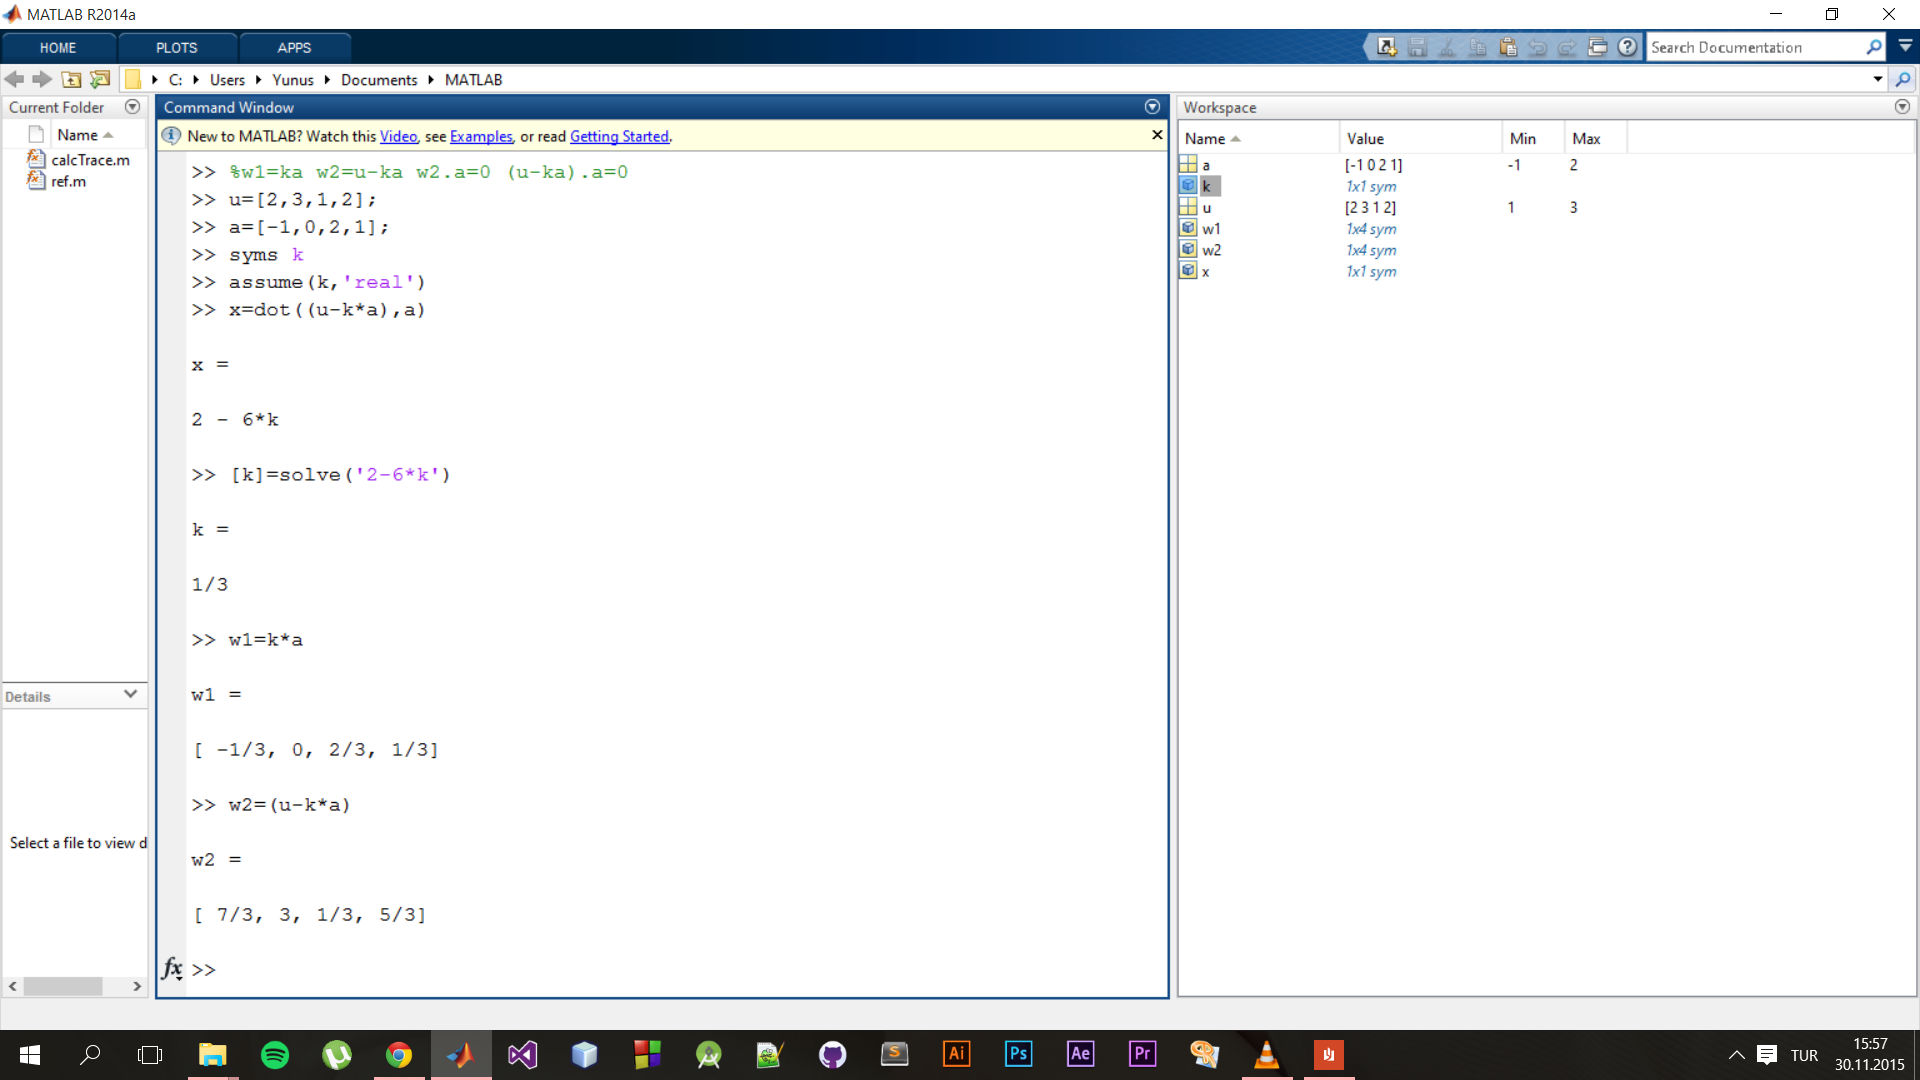 MATLAB R2014a
HOME PLOTS APPS
Search Documentation
C: Users Yunus Documents MATLAB
Current Folder
Name
calcTrace.m
ref.m
Details
Select a file to view d
Command Window
New to MATLAB? Watch this Video, see Examples, or read Getting Started.
>> %w1=ka w2=u-ka w2.a=0 (u-ka).a=0
>> u=[2,3,1,2];
>> a=[-1,0,2,1];
>> syms k
>> assume(k,'real')
>> x=dot((u-k*a),a)
x =
2 - 6*k
>> [k]=solve('2-6*k')
k =
1/3
>> w1=k*a
w1 =
[ -1/3, 0, 2/3, 1/3]
>> w2=(u-k*a)
w2 =
[ 7/3, 3, 1/3, 5/3]
fx >>
Workspace
Name Value Min Max
a [-1 0 2 1] -1 2
k 1x1 sym
u [2 3 1 2] 1 3
w1 1x4 sym
w2 1x4 sym
x 1x1 sym
Ai Ps Ae Pr
TUR
15:57
30.11.2015